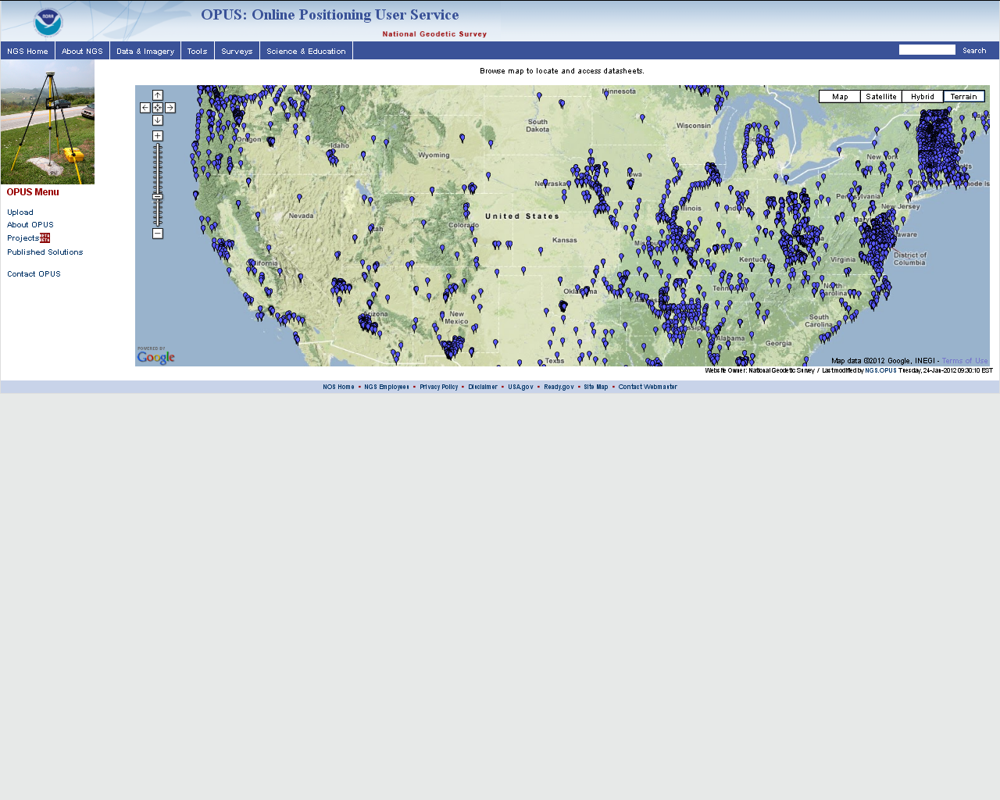 NOAA
OPUS: Online Positioning User Service
National Geodetic Survey
NGS Home
About NGS
Data & Imagery
Tools
Surveys
Science & Education
Search
Browse map to locate and access datasheets.
OPUS Menu
Upload
About OPUS
Projects
Published Solutions
Contact OPUS
Map
Satellite
Hybrid
Terrain
Minnesota
South
Dakota
Wisconsin
Oregon
Idaho
Wyoming
New York
Nebraska
Iowa
Pennsylvania
New Jersey
United States
Illinois
Nevada
Utah
Colorado
Kansas
California
Kentucky
Virginia
District of
Columbia
Oklahoma
North
Carolina
Arizona
New
Mexico
South
Carolina
Alabama
Georgia
Texas
POWERED BY
Google
Map data ©2012 Google, INEGI - Terms of Use
Website Owner: National Geodetic Survey / Last modified by NGS.OPUS Tuesday, 24-Jan-2012 09:30:10 EST
NOS Home • NGS Employees • Privacy Policy • Disclaimer • USA.gov • Ready.gov • Site Map • Contact Webmaster